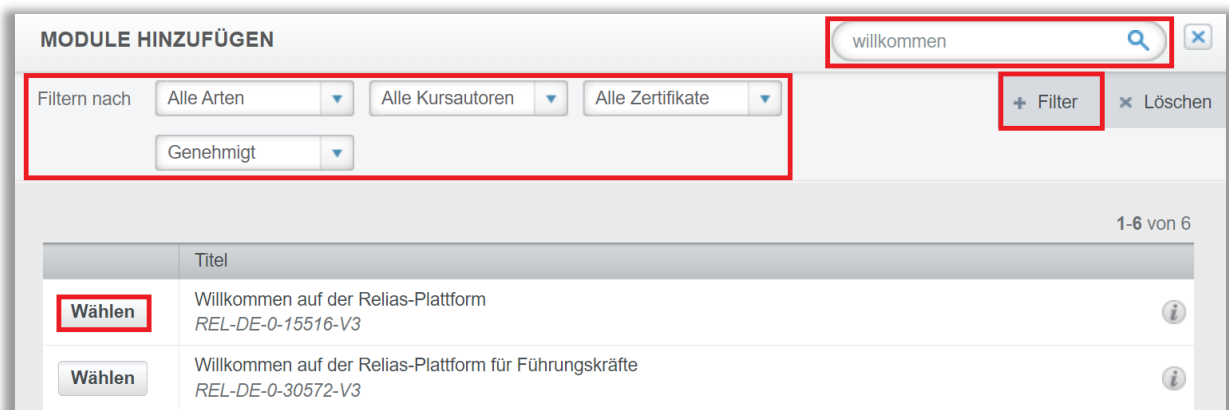 MODULE HINZUFÜGEN
willkommen
Filtern nach Alle Arten Alle Kursautoren Alle Zertifikate
+ Filter × Löschen
Genehmigt
1-6 von 6
Titel
Wählen Willkommen auf der Relias-Plattform
REL-DE-0-15516-V3
Wählen Willkommen auf der Relias-Plattform für Führungskräfte
REL-DE-0-30572-V3